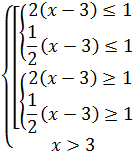 2(x − 3) ≤ 1
1/2 (x − 3) ≤ 1
2(x − 3) ≥ 1
1/2 (x − 3) ≥ 1
x > 3